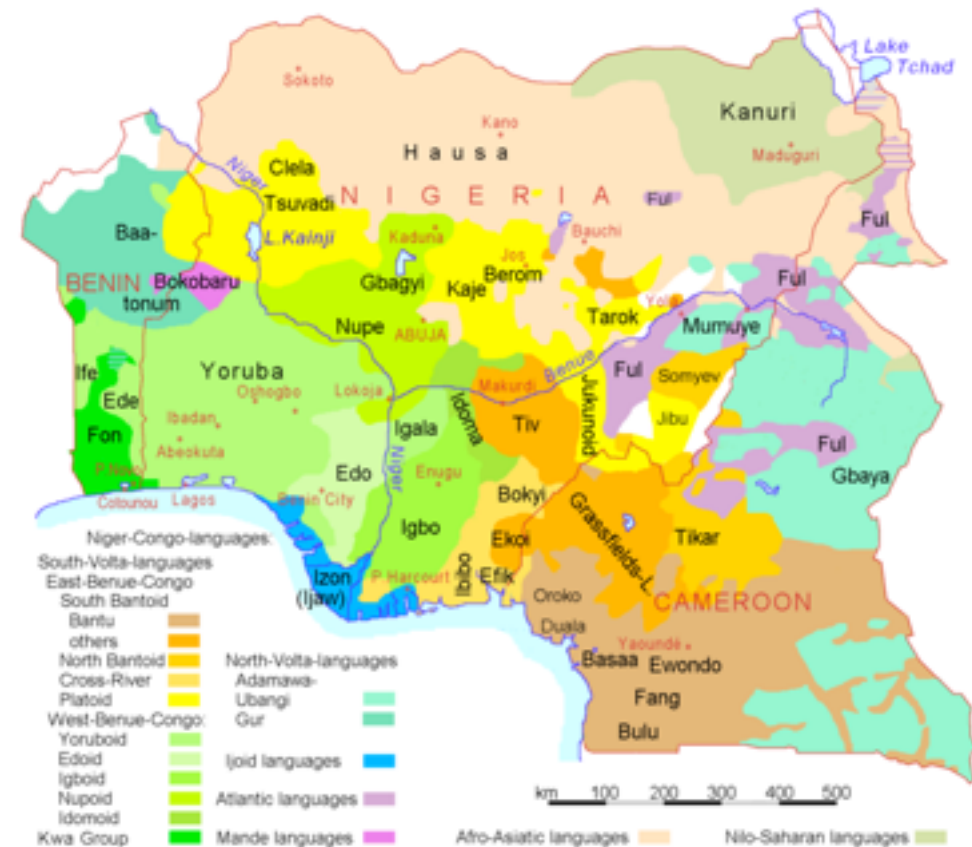 Lake
Tchad
Sokoto
Kanuri
Kano
Hausa
Maduguri
Niger
Clela
NIGERIA
Tsuvadi
Ful
Ful
Baa-
L.Kainji
Kaduna
Bauchi
Jos
Berom
Ful
BENIN
Bokobaru
Gbagyi
Kaje
tonum
Yola
Tarok
Nupe
ABUJA
Mumuye
Benue
Ife
Yoruba
Ful
Somyev
Oshogbo
Lokoja
Makurdi
Jukunoid
Ede
Idoma
Ibadan
Igala
Tiv
Jibu
Fon
Abeokuta
Ful
Edo
Niger
Enugu
Gbaya
P.Novo
Bokyi
Cotounou
Lagos
Benin City
Grassfields-L.
Igbo
Ekoi
Tikar
Niger-Congo-languages:
South-Volta-languages
East-Benue-Congo
Izon
(Ijaw)
P.Harcourt
Ibibo
Efik
South Bantoid
Oroko
CAMEROON
Bantu
Duala
others
Yaoundé
North Bantoid
North-Volta-languages
Basaa
Ewondo
Cross-River
Adamawa-
Platoid
Ubangi
Fang
West-Benue-Congo:
Gur
Bulu
Yoruboid
Edoid
Ijoid languages
Igboid
Nupoid
Atlantic languages
km 100 200 300 400 500
Idomoid
Kwa Group
Mande languages
Afro-Asiatic languages
Nilo-Saharan languages